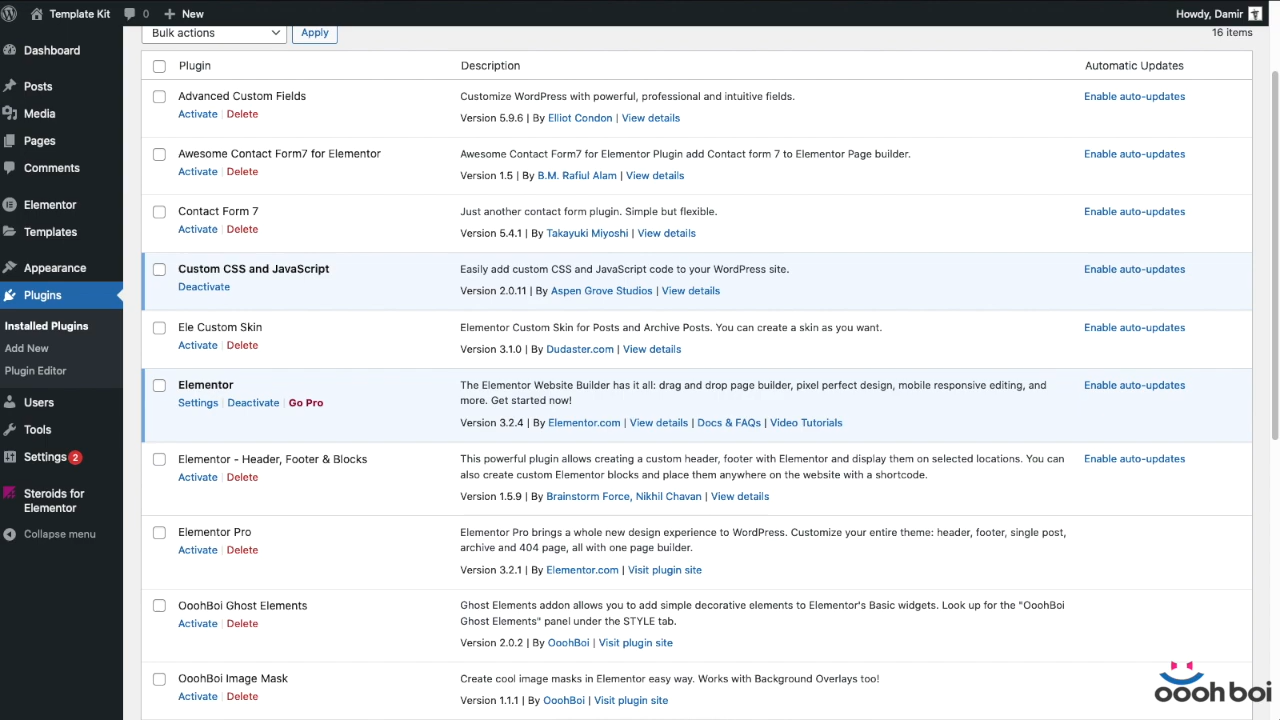 Template Kit 0 New Howdy, Damir
Bulk actions Apply 16 items
Dashboard
Posts
Media
Pages
Comments
Elementor
Templates
Appearance
Plugins
Installed Plugins
Add New
Plugin Editor
Users
Tools
Settings 2
Steroids for
Elementor
Collapse menu
Plugin Description Automatic Updates
Advanced Custom Fields Customize WordPress with powerful, professional and intuitive fields. Enable auto-updates
Activate | Delete Version 5.9.6 | By Elliot Condon | View details
Awesome Contact Form7 for Elementor Awesome Contact Form7 for Elementor Plugin add Contact form 7 to Elementor Page builder. Enable auto-updates
Activate | Delete Version 1.5 | By B.M. Rafiul Alam | View details
Contact Form 7 Just another contact form plugin. Simple but flexible. Enable auto-updates
Activate | Delete Version 5.4.1 | By Takayuki Miyoshi | View details
Custom CSS and JavaScript Easily add custom CSS and JavaScript code to your WordPress site. Enable auto-updates
Deactivate Version 2.0.11 | By Aspen Grove Studios | View details
Ele Custom Skin Elementor Custom Skin for Posts and Archive Posts. You can create a skin as you want. Enable auto-updates
Activate | Delete Version 3.1.0 | By Dudaster.com | View details
Elementor The Elementor Website Builder has it all: drag and drop page builder, pixel perfect design, mobile responsive editing, and Enable auto-updates
Settings | Deactivate | Go Pro more. Get started now!
Version 3.2.4 | By Elementor.com | View details | Docs & FAQs | Video Tutorials
Elementor - Header, Footer & Blocks This powerful plugin allows creating a custom header, footer with Elementor and display them on selected locations. You can Enable auto-updates
Activate | Delete also create custom Elementor blocks and place them anywhere on the website with a shortcode.
Version 1.5.9 | By Brainstorm Force, Nikhil Chavan | View details
Elementor Pro Elementor Pro brings a whole new design experience to WordPress. Customize your entire theme: header, footer, single post,
Activate | Delete archive and 404 page, all with one page builder.
Version 3.2.1 | By Elementor.com | Visit plugin site
OoohBoi Ghost Elements Ghost Elements addon allows you to add simple decorative elements to Elementor's Basic widgets. Look up for the "OoohBoi
Activate | Delete Ghost Elements" panel under the STYLE tab.
Version 2.0.2 | By OoohBoi | Visit plugin site
OoohBoi Image Mask Create cool image masks in Elementor easy way. Works with Background Overlays too!
Activate | Delete Version 1.1.1 | By OoohBoi | Visit plugin site
oooh boi